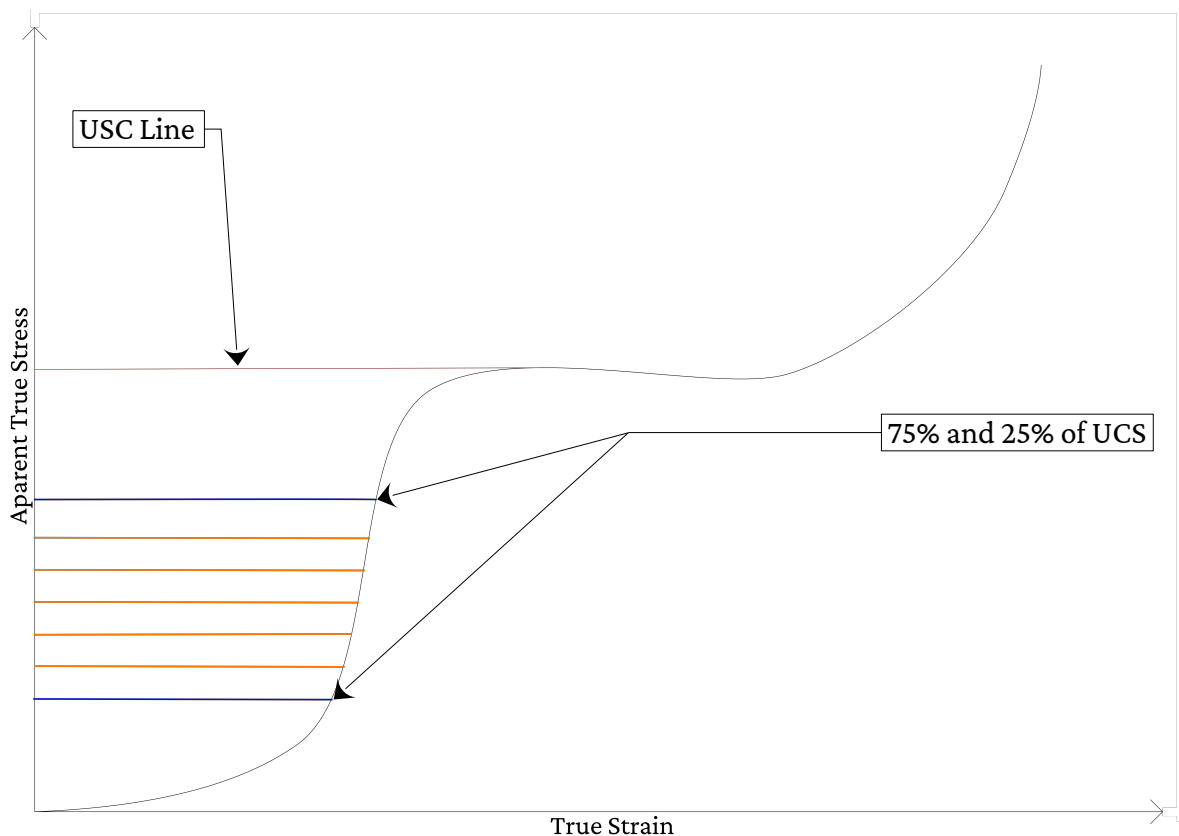 USC Line
Aparent True Stress
75% and 25% of UCS
True Strain